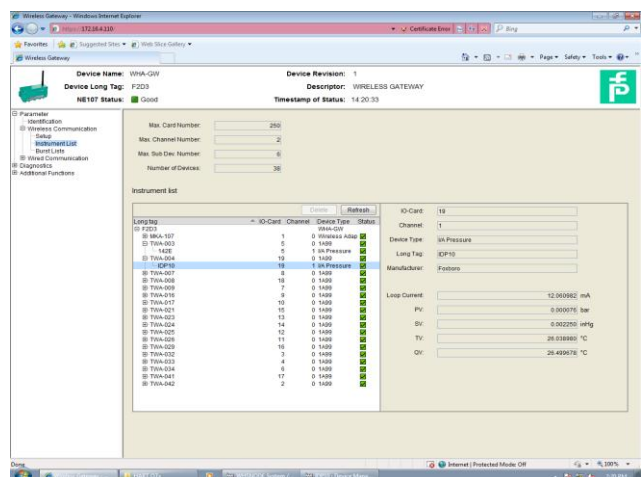 Wireless Gateway - Windows Internet Explorer
172.16.4.110
Certificate Error
Bing
Favorites
Suggested Sites
Web Slice Gallery
Wireless Gateway
Page
Safety
Tools
Device Name: WHA-GW
Device Revision: 1
Device Long Tag: F2D3
Descriptor: WIRELESS GATEWAY
NE107 Status: Good
Timestamp of Status: 14:20:33
Parameter
Identification
Wireless Communication
Setup
Instrument List
Burst Lists
Wired Communication
Diagnostics
Additional Functions
Max. Card Number: 250
Max. Channel Number: 2
Max. Sub Dev. Number: 6
Number of Devices: 38
Instrument list
Delete Refresh
Long tag IO-Card Channel Device Type Status
F2D3 WHA-GW
MKA-107 1 0 Wireless Adap
TWA-003 5 0 1A99
142E 5 1 I/A Pressure
TWA-004 19 0 1A99
IDP10 19 1 I/A Pressure
TWA-007 8 0 1A99
TWA-008 18 0 1A99
TWA-009 7 0 1A99
TWA-016 9 0 1A99
TWA-017 10 0 1A99
TWA-021 15 0 1A99
TWA-023 13 0 1A99
TWA-024 14 0 1A99
TWA-025 12 0 1A99
TWA-026 11 0 1A99
TWA-029 16 0 1A99
TWA-032 3 0 1A99
TWA-033 4 0 1A99
TWA-034 6 0 1A99
TWA-041 17 0 1A99
TWA-042 2 0 1A99
IO-Card: 19
Channel: 1
Device Type: I/A Pressure
Long Tag: IDP10
Manufacturer: Foxboro
Loop Current: 12.060982 mA
PV: 0.000076 bar
SV: 0.002250 inHg
TV: 26.038980 °C
QV: 26.499678 °C
Done
Internet | Protected Mode: Off
100%